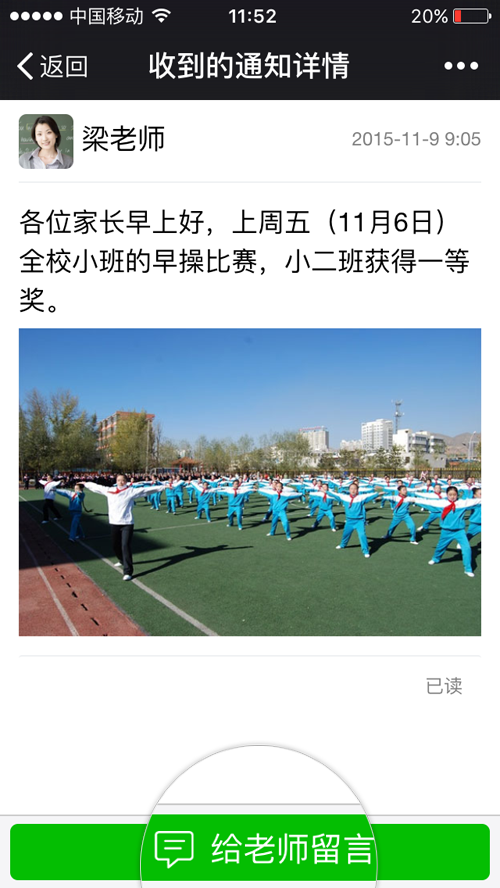 中国移动 11:52 20%
返回 收到的通知详情
梁老师 2015-11-9 9:05
各位家长早上好，上周五（11月6日）
全校小班的早操比赛，小二班获得一等
奖。
已读
给老师留言